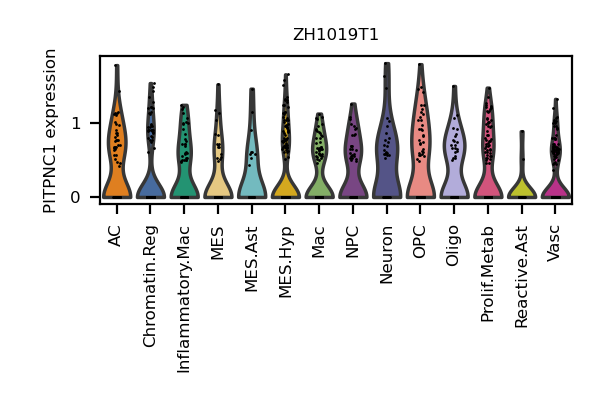 ZH1019T1
PITPNC1 expression
1
0
AC
Chromatin.Reg
Inflammatory.Mac
MES
MES.Ast
MES.Hyp
Mac
NPC
Neuron
OPC
Oligo
Prolif.Metab
Reactive.Ast
Vasc